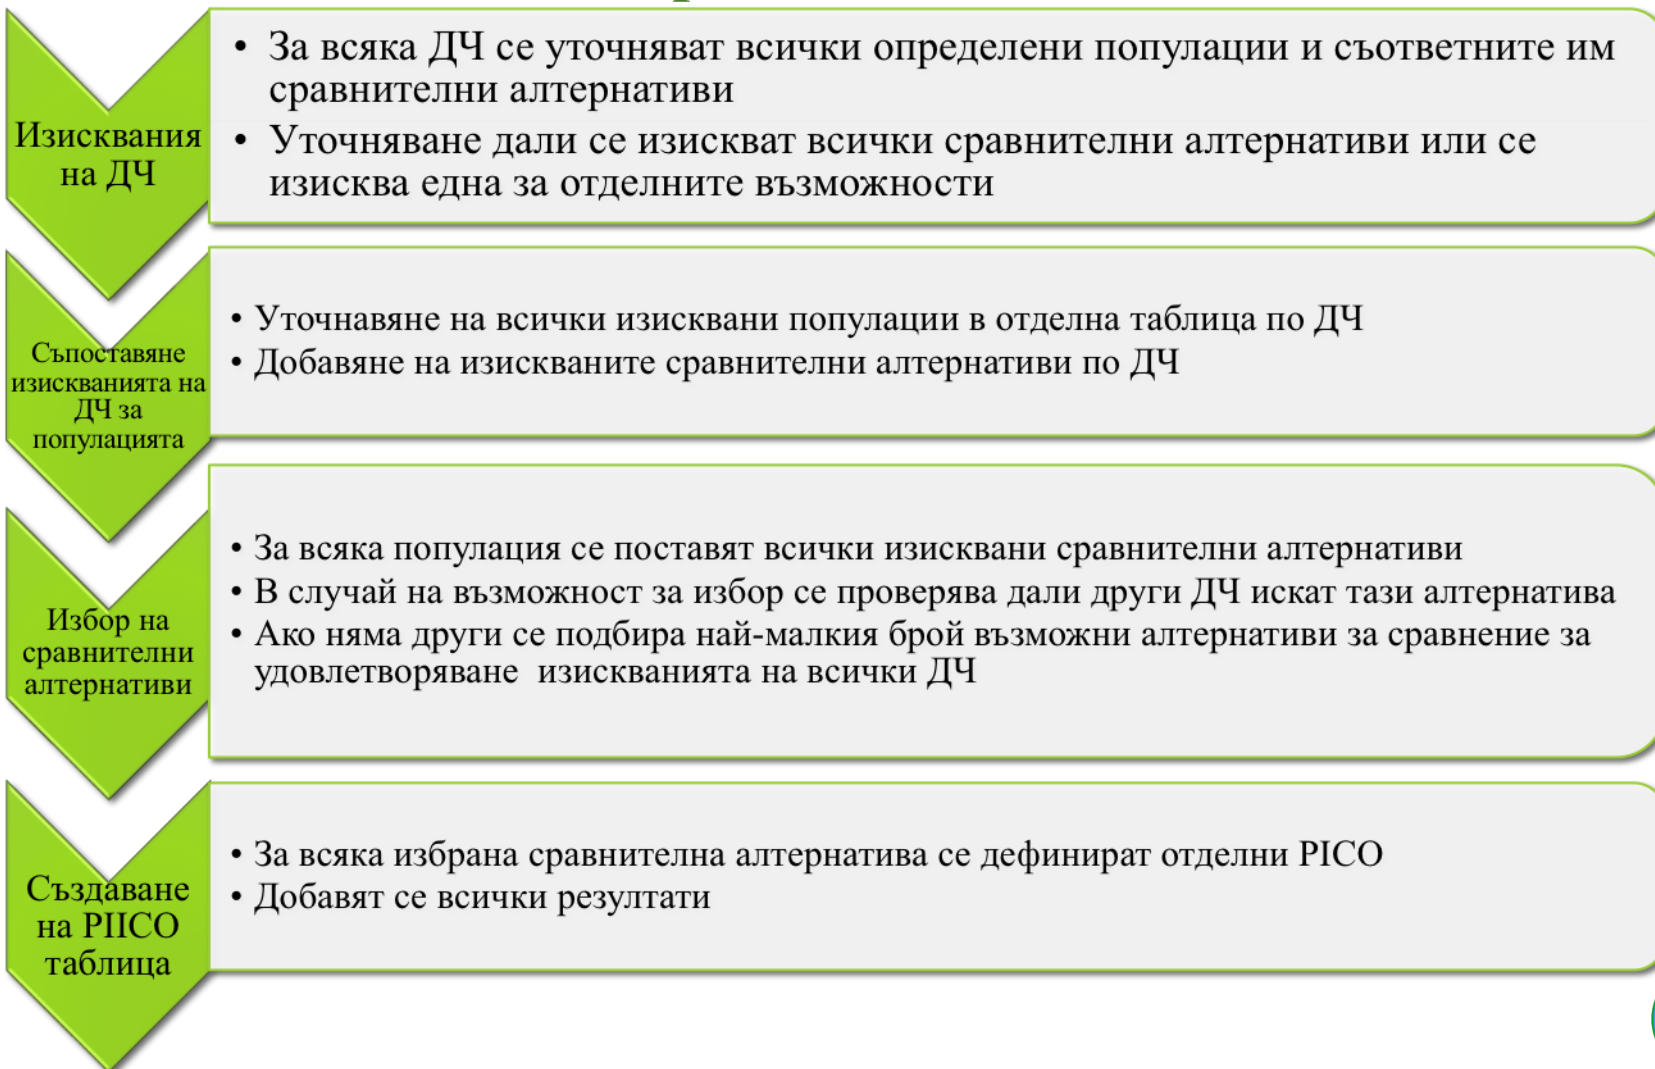 Изисквания
на ДЧ
• За всяка ДЧ се уточняват всички определени популации и съответните им
сравнителни алтернативи
• Уточняване дали се изискват всички сравнителни алтернативи или се
изисква една за отделните възможности
Съпоставяне
изискванията на
ДЧ за
популацията
• Уточнавяне на всички изисквани популации в отделна таблица по ДЧ
• Добавяне на изискваните сравнителни алтернативи по ДЧ
Избор на
сравнителни
алтернативи
• За всяка популация се поставят всички изисквани сравнителни алтернативи
• В случай на възможност за избор се проверява дали други ДЧ искат тази алтернатива
• Ако няма други се подбира най-малкия брой възможни алтернативи за сравнение за
удовлетворяване изискванията на всички ДЧ
Създаване
на PIICO
таблица
• За всяка избрана сравнителна алтернатива се дефинират отделни PICO
• Добавят се всички резултати